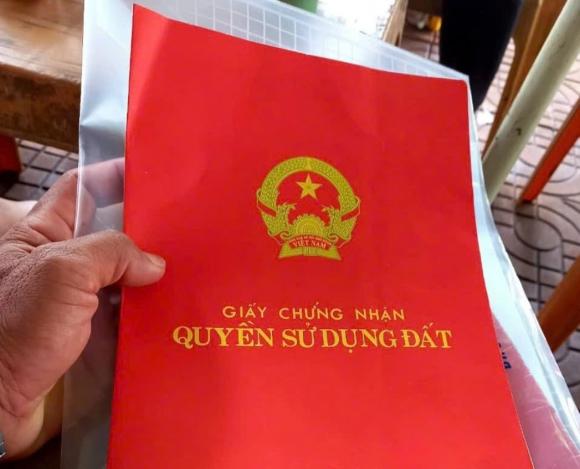 VIỆT NAM
GIẤY CHỨNG NHẬN
QUYỀN SỬ DỤNG ĐẤT